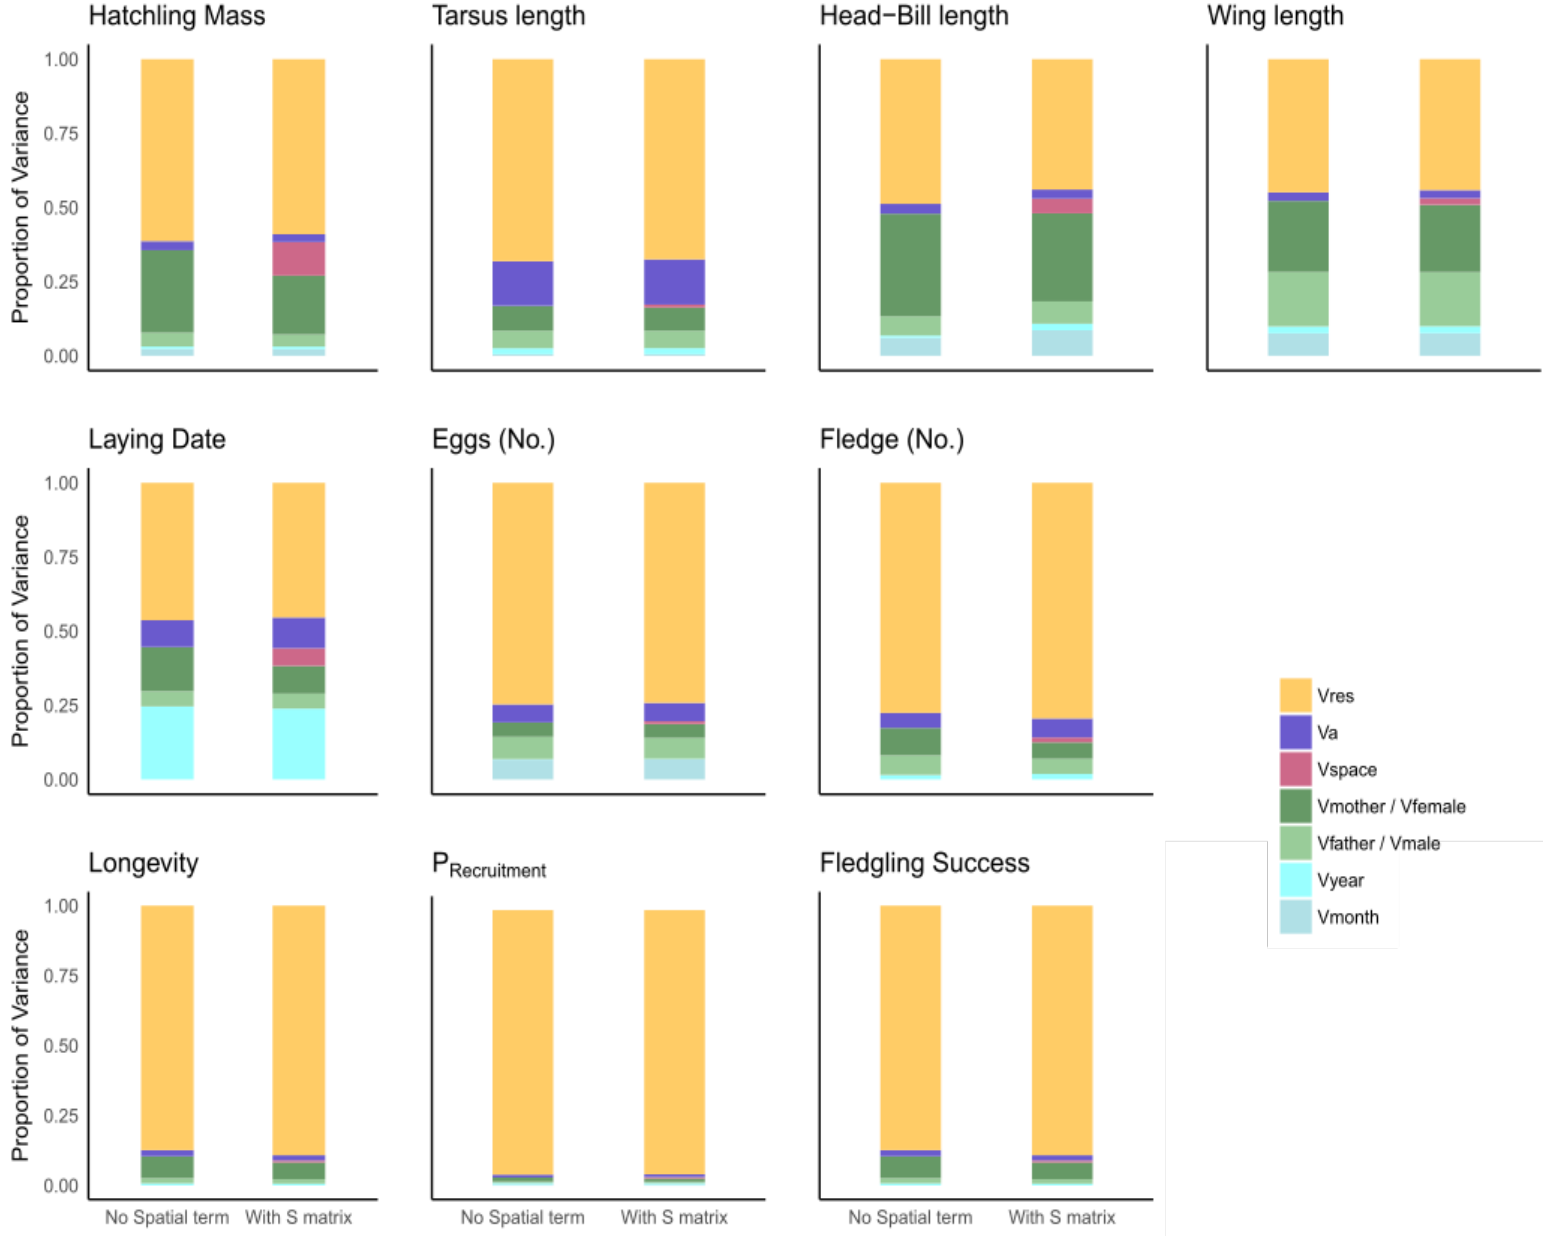 Hatchling Mass
Tarsus length
Head−Bill length
Wing length
Proportion of Variance
1.00
0.75
0.50
0.25
0.00
Laying Date
Eggs (No.)
Fledge (No.)
Proportion of Variance
1.00
0.75
0.50
0.25
0.00
Vres
Va
Vspace
Vmother / Vfemale
Vfather / Vmale
Vyear
Vmonth
Longevity
PRecruitment
Fledgling Success
Proportion of Variance
1.00
0.75
0.50
0.25
0.00
No Spatial term
With S matrix
No Spatial term
With S matrix
No Spatial term
With S matrix